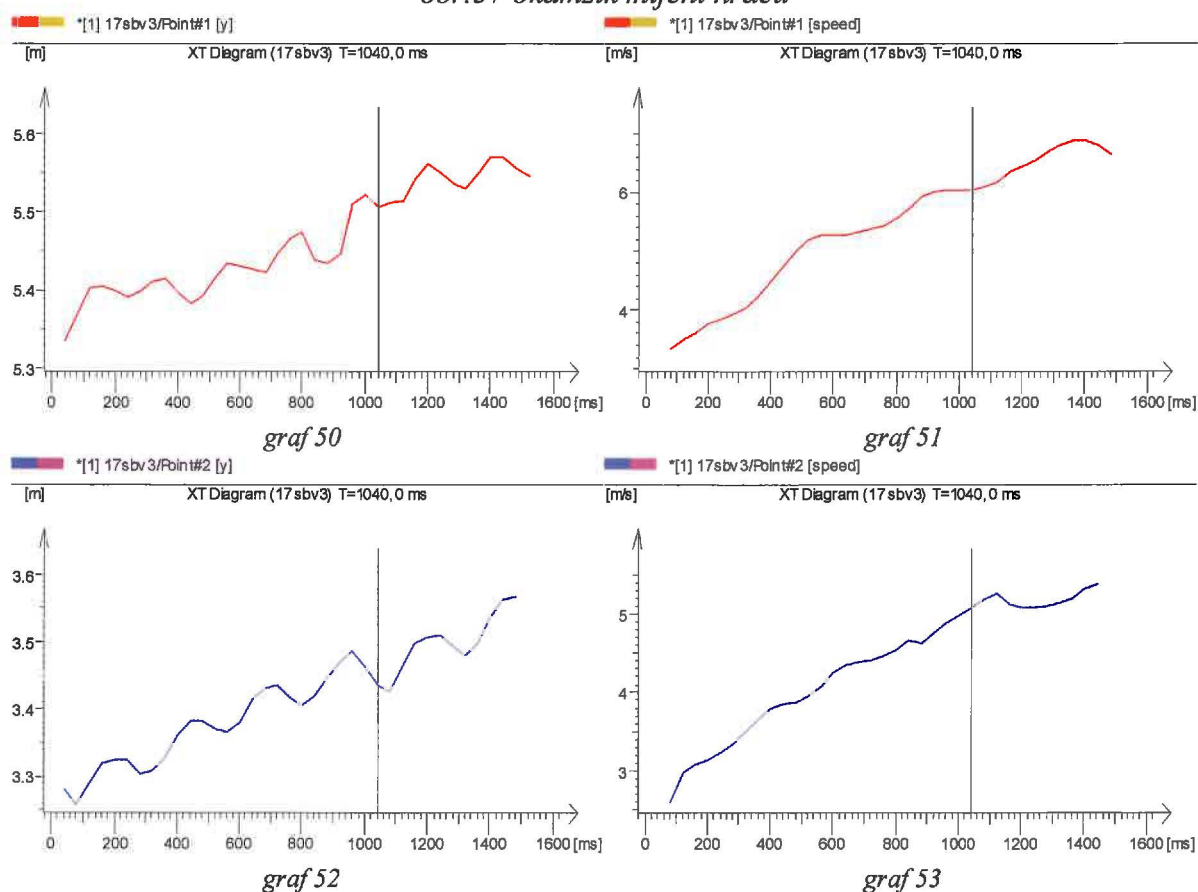 *[1] 17sbv3/Point#1 [y]
*[1] 17sbv3/Point#1 [speed]
[m]
XT Diagram (17sbv3) T=1040,0 ms
[m/s]
XT Diagram (17sbv3) T=1040,0 ms
5.6
5.5
5.4
5.3
0 200 400 600 800 1000 1200 1400 1600 [ms]
6
4
0 200 400 600 800 1000 1200 1400 1600 [ms]
graf 50
graf 51
*[1] 17sbv3/Point#2 [y]
*[1] 17sbv3/Point#2 [speed]
[m]
XT Diagram (17sbv3) T=1040,0 ms
[m/s]
XT Diagram (17sbv3) T=1040,0 ms
3.6
3.5
3.4
3.3
0 200 400 600 800 1000 1200 1400 1600 [ms]
5
4
3
0 200 400 600 800 1000 1200 1400 1600 [ms]
graf 52
graf 53